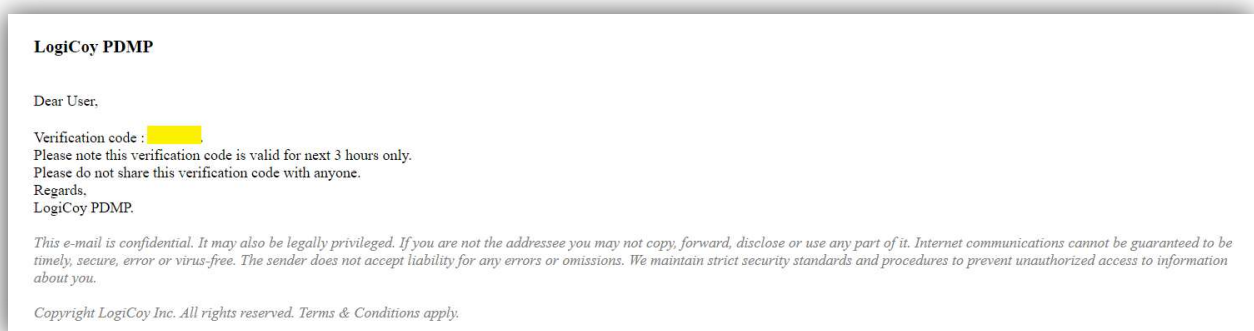 LogiCoy PDMP
Dear User,
Verification code : .
Please note this verification code is valid for next 3 hours only.
Please do not share this verification code with anyone.
Regards,
LogiCoy PDMP.
This e-mail is confidential. It may also be legally privileged. If you are not the addressee you may not copy, forward, disclose or use any part of it. Internet communications cannot be guaranteed to be
timely, secure, error or virus-free. The sender does not accept liability for any errors or omissions. We maintain strict security standards and procedures to prevent unauthorized access to information
about you.
Copyright LogiCoy Inc. All rights reserved. Terms & Conditions apply.